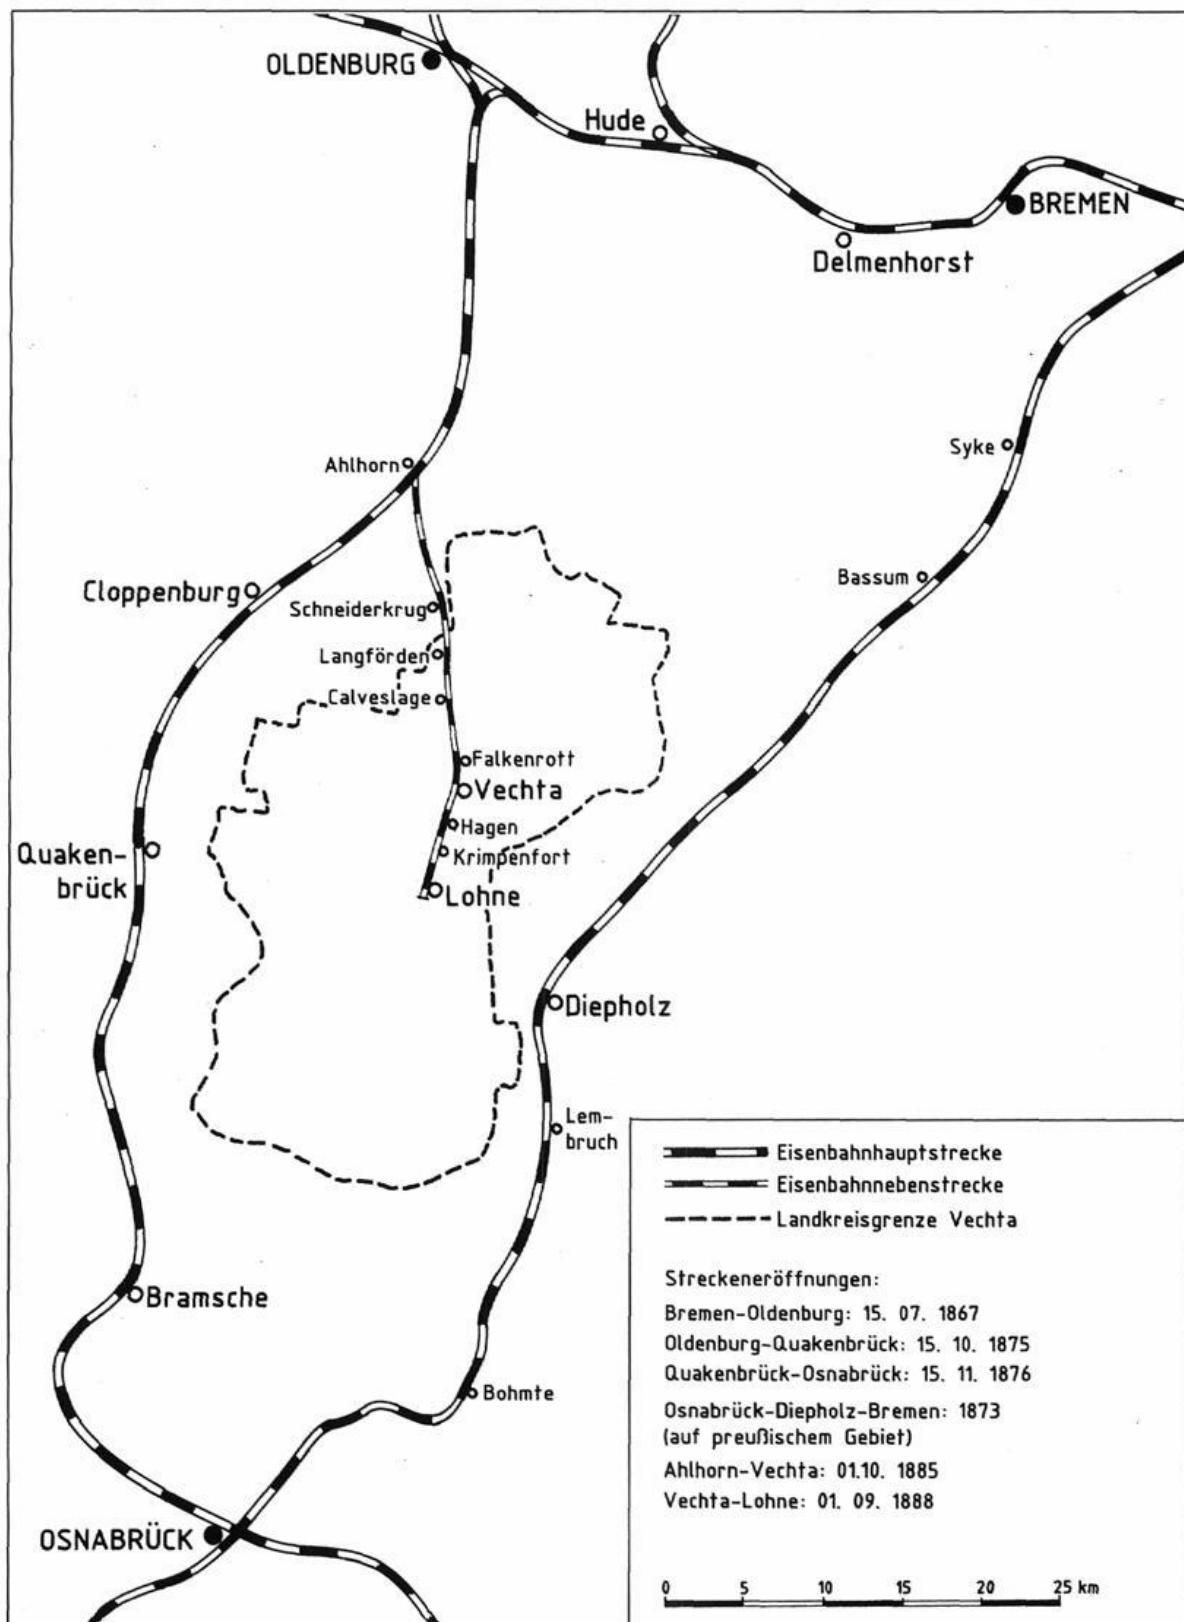 OLDENBURG
Hude
BREMEN
Delmenhorst
Ahlhorn
Syke
Cloppenburg
Bassum
Schneiderkrug
Langförden
Calveslage
Falkenrott
Vechta
Hagen
Krimpenfort
Lohne
Quaken-
brück
Diepholz
Lem-
bruch
Bramsche
Bohmte
OSNABRÜCK
Eisenbahnhauptstrecke
Eisenbahnnebenstrecke
Landkreisgrenze Vechta
Streckeneröffnungen:
Bremen-Oldenburg: 15. 07. 1867
Oldenburg-Quakenbrück: 15. 10. 1875
Quakenbrück-Osnabrück: 15. 11. 1876
Osnabrück-Diepholz-Bremen: 1873
(auf preußischem Gebiet)
Ahlhorn-Vechta: 01.10. 1885
Vechta-Lohne: 01. 09. 1888
0 5 10 15 20 25 km